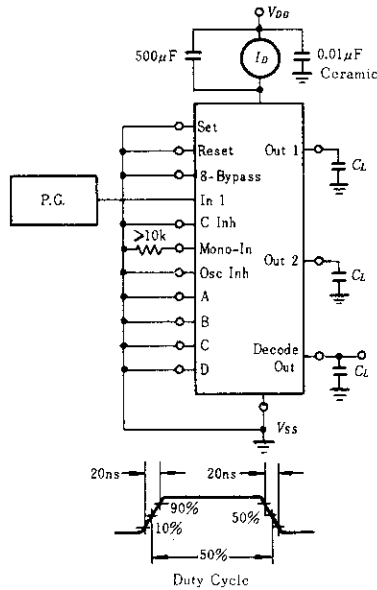 V_DD
500μF
I_D
0.01μF
Ceramic
Set
Reset
8-Bypass
In 1
C Inh
>10k
Mono-In
Osc Inh
A
B
C
D
P.G.
Out 1
C_L
Out 2
C_L
Decode
Out
C_L
V_SS
20ns
20ns
90%
50%
10%
50%
Duty Cycle